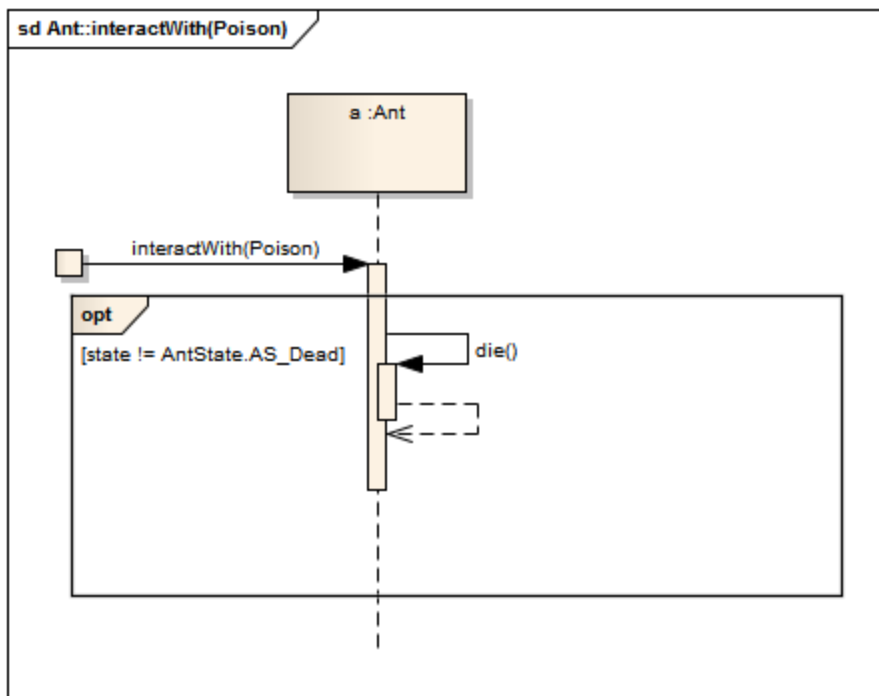 sd Ant::interactWith(Poison)
a :Ant
interactWith(Poison)
opt
[state != AntState.AS_Dead]
die()